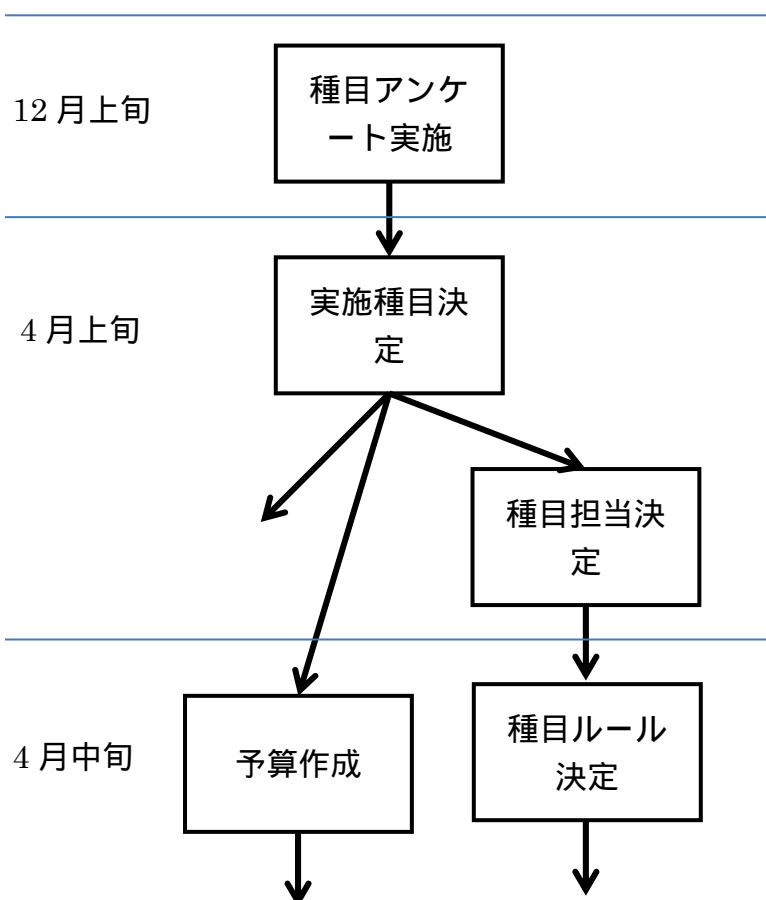 12 月上旬
種目アンケ
ート実施
4 月上旬
実施種目決
定
種目担当決
定
4 月中旬
予算作成
種目ルール
決定